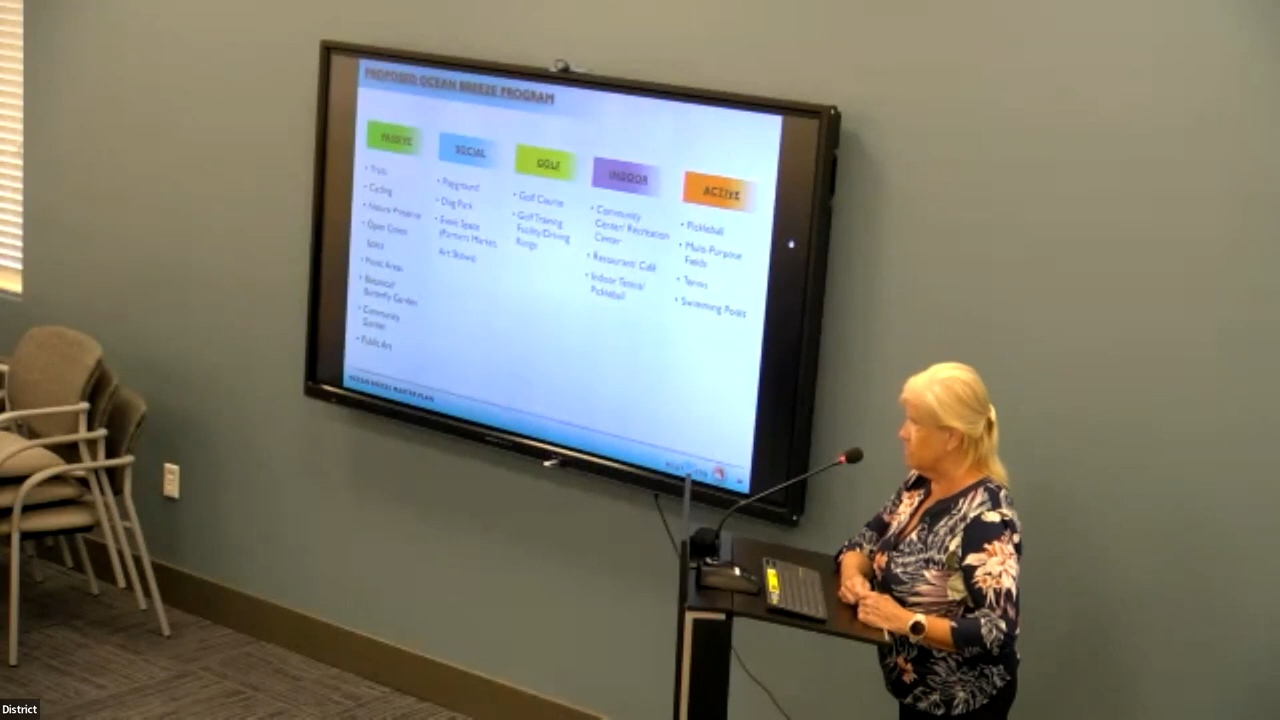 PROPOSED OCEAN BREEZE PROGRAM
PASSIVE
• Trails
• Cycling
• Nature Preserve
• Open Green
Space
• Picnic Areas
• Botanical/
Butterfly Garden
• Community
Garden
• Public Art
SOCIAL
• Playground
• Dog Park
• Event Space
(Farmers Market,
Art Shows)
GOLF
• Golf Course
• Golf Training
Facility/Driving
Range
INDOOR
• Community
Center/ Recreation
Center
• Restaurant/ Café
• Indoor Tennis/
Pickleball
ACTIVE
• Pickleball
• Multi-Purpose
Fields
• Tennis
• Swimming Pools
OCEAN BREEZE MASTER PLAN
District